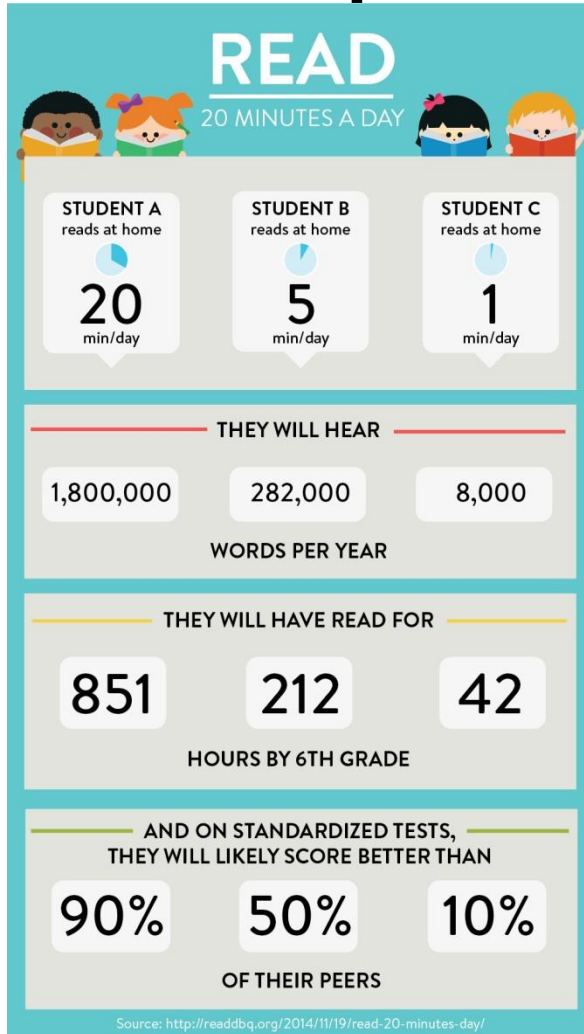 READ
20 MINUTES A DAY
STUDENT A
reads at home
20
min/day
STUDENT B
reads at home
5
min/day
STUDENT C
reads at home
1
min/day
THEY WILL HEAR
1,800,000
282,000
8,000
WORDS PER YEAR
THEY WILL HAVE READ FOR
851
212
42
HOURS BY 6TH GRADE
AND ON STANDARDIZED TESTS,
THEY WILL LIKELY SCORE BETTER THAN
90%
50%
10%
OF THEIR PEERS
Source: http://readdbq.org/2014/11/19/read-20-minutes-day/